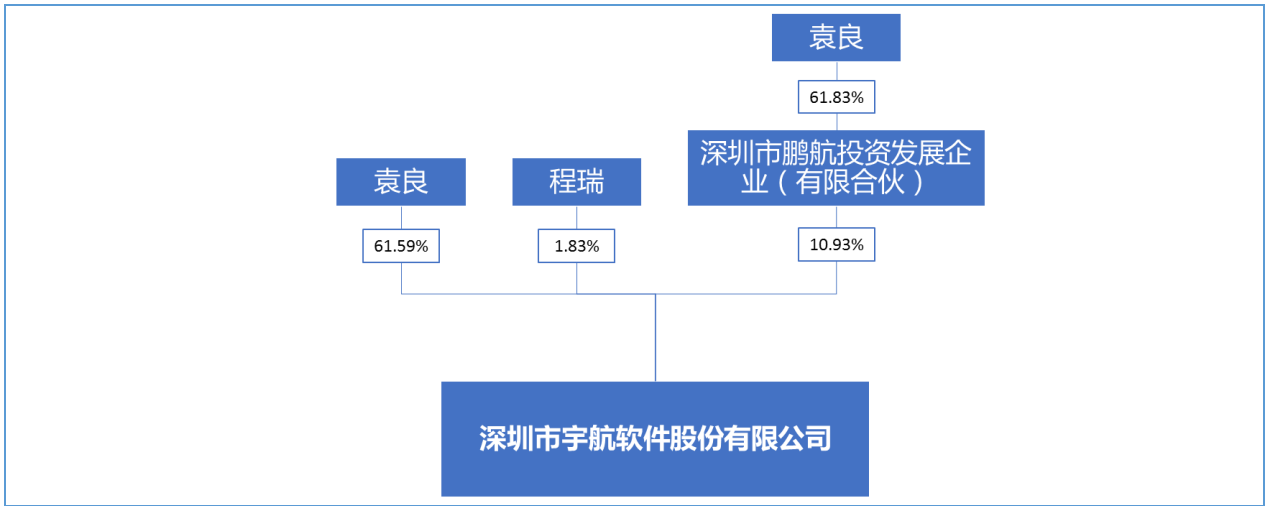 袁良
61.83%
深圳市鹏航投资发展企
业（有限合伙）
袁良
程瑞
61.59%
1.83%
10.93%
深圳市宇航软件股份有限公司